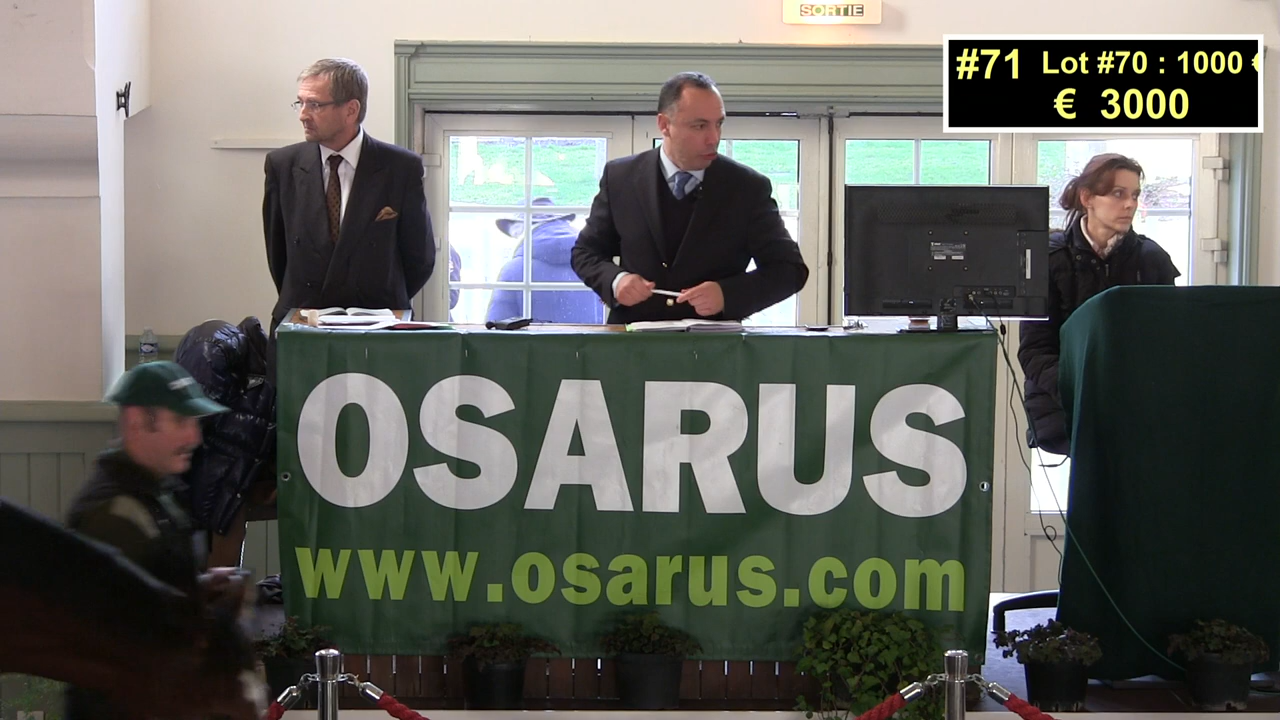 SORTIE
#71 Lot #70 : 1000 €
€ 3000
OSARUS
www.osarus.com